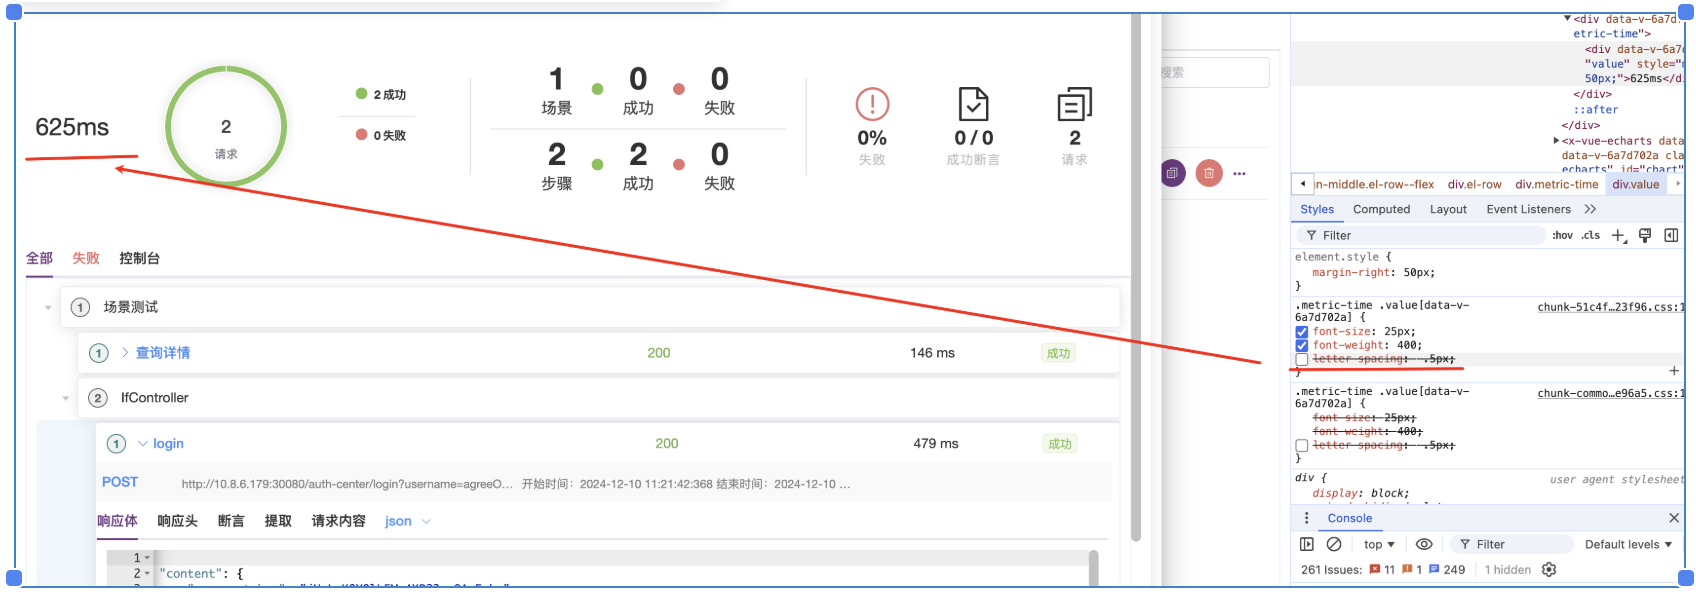 625ms
2
请求
2 成功
0 失败
1
场景
0
成功
0
失败
2
步骤
2
成功
0
失败
0%
失败
0 / 0
成功断言
2
请求
全部
失败
控制台
1 场景测试
1 查询详情 200 146 ms 成功
2 IfController
1 login 200 479 ms 成功
POST http://10.8.6.179:30080/auth-center/login?username=agreeO... 开始时间：2024-12-10 11:21:42:368 结束时间：2024-12-10 ...
响应体 响应头 断言 提取 请求内容 json
1
2 "content": {
搜索
<div data-v-6a7d
etric-time">
<div data-v-6a7d
"value" style="m
50px;">625ms</d
</div>
::after
</div>
<x-vue-echarts data
data-v-6a7d702a cla
echarts" id="chart"
n-middle.el-row--flex div.el-row div.metric-time div.value
Styles Computed Layout Event Listeners >>
Filter :hov .cls +
element.style {
margin-right: 50px;
}
.metric-time .value[data-v-
6a7d702a] { chunk-51c4f…23f96.css:1
font-size: 25px;
font-weight: 400;
letter-spacing: -.5px;
}
.metric-time .value[data-v-
6a7d702a] { chunk-commo…e96a5.css:1
font-size: 25px;
font-weight: 400;
letter-spacing: -.5px;
}
div { user agent stylesheet
display: block;
Console
top Filter Default levels
261 Issues: 11 1 249 1 hidden